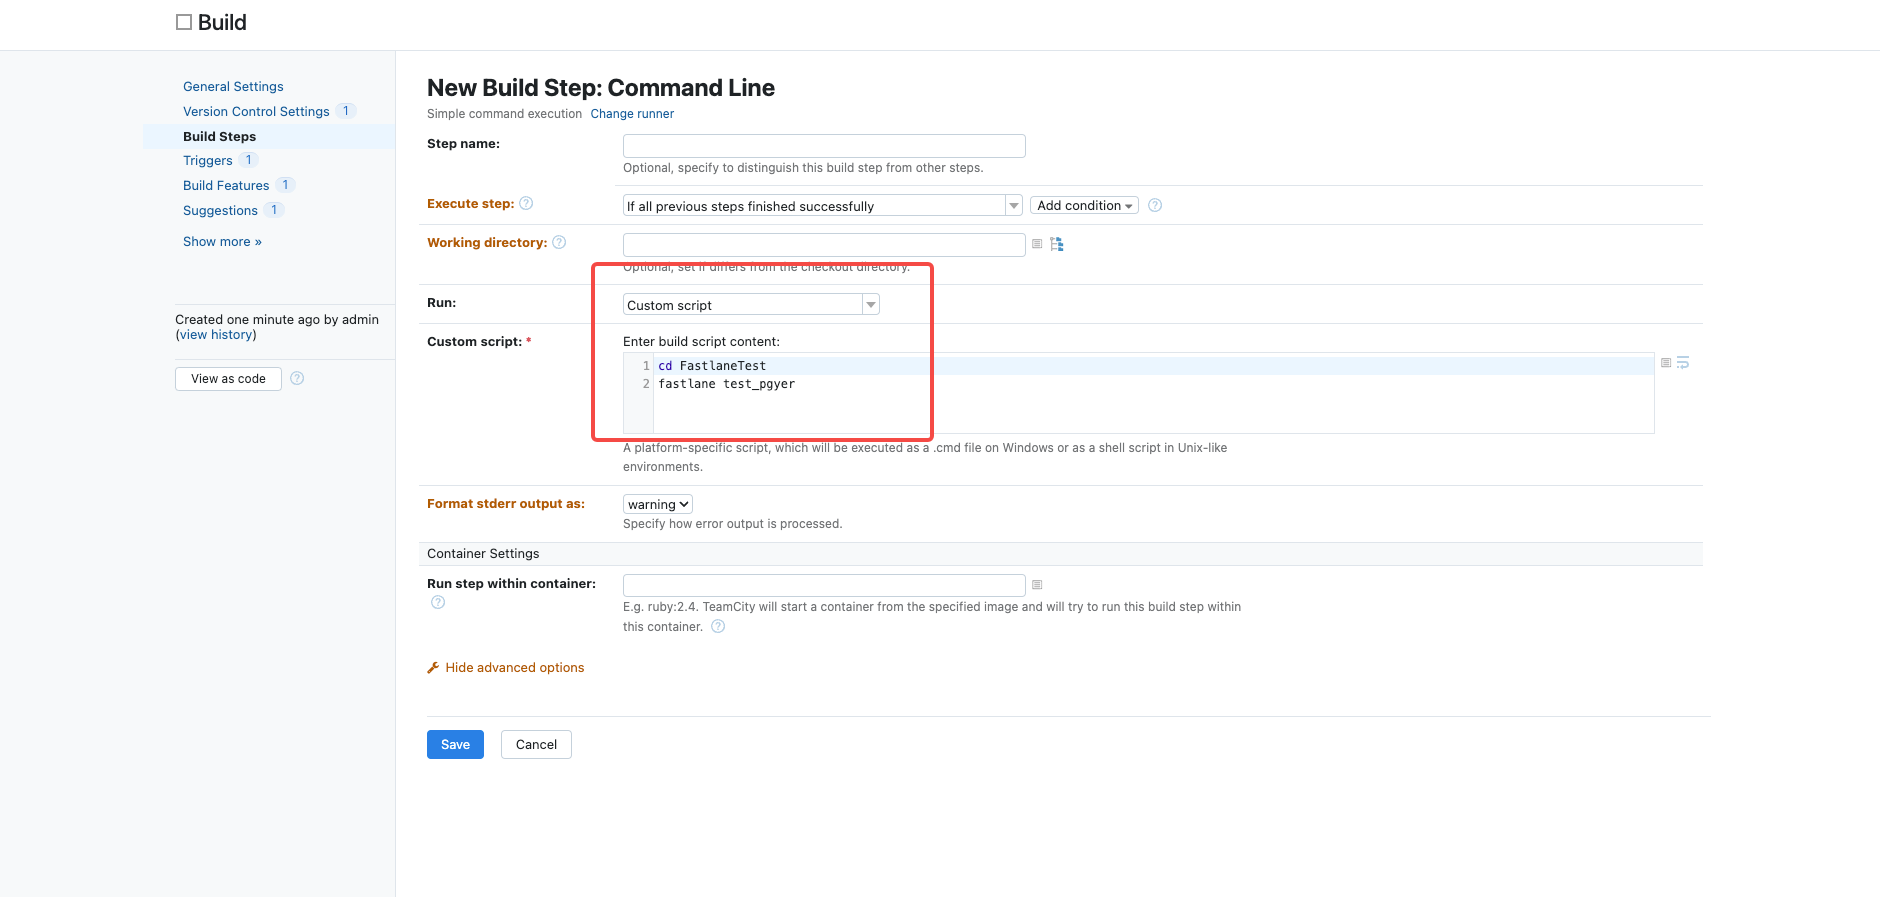 Build
General Settings
Version Control Settings 1
Build Steps
Triggers 1
Build Features 1
Suggestions 1
Show more »
Created one minute ago by admin
(view history)
View as code ?
New Build Step: Command Line
Simple command execution Change runner
Step name:
Optional, specify to distinguish this build step from other steps.
Execute step: ? If all previous steps finished successfully Add condition ?
Working directory: ?
Optional, set if differs from the checkout directory.
Run: Custom script
Custom script: * Enter build script content:
1 cd FastlaneTest
2 fastlane test_pgyer
A platform-specific script, which will be executed as a .cmd file on Windows or as a shell script in Unix-like
environments.
Format stderr output as: warning
Specify how error output is processed.
Container Settings
Run step within container:
?
E.g. ruby:2.4. TeamCity will start a container from the specified image and will try to run this build step within
this container. ?
Hide advanced options
Save Cancel